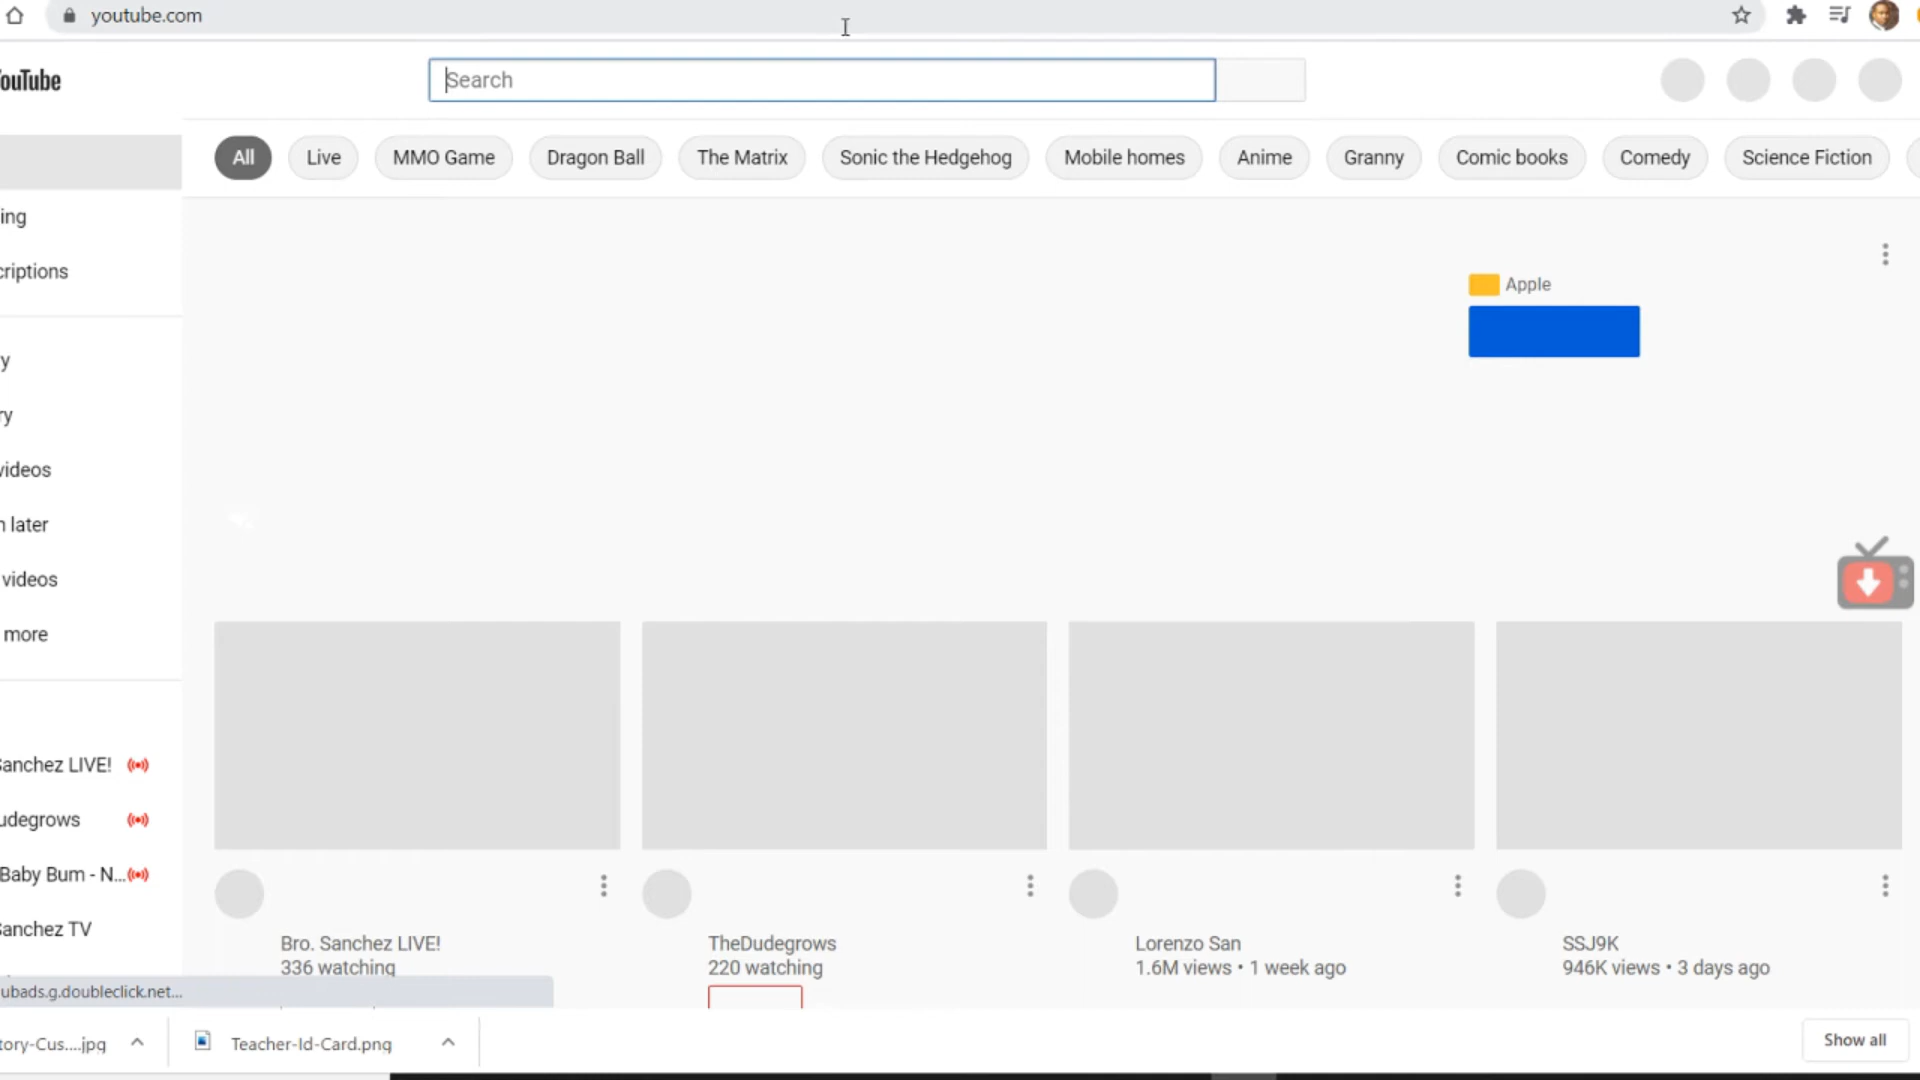 youtube.com
YouTube
Search
All Live MMO Game Dragon Ball The Matrix Sonic the Hedgehog Mobile homes Anime Granny Comic books Comedy Science Fiction
ing
criptions
y
ry
videos
n later
videos
more
Sanchez LIVE!
udegrows
Baby Bum - N...
Sanchez TV
Apple
Bro. Sanchez LIVE!
336 watching
TheDudegrows
220 watching
Lorenzo San
1.6M views • 1 week ago
SSJ9K
946K views • 3 days ago
ubads.g.doubleclick.net...
tory-Cus....jpg
Teacher-Id-Card.png
Show all